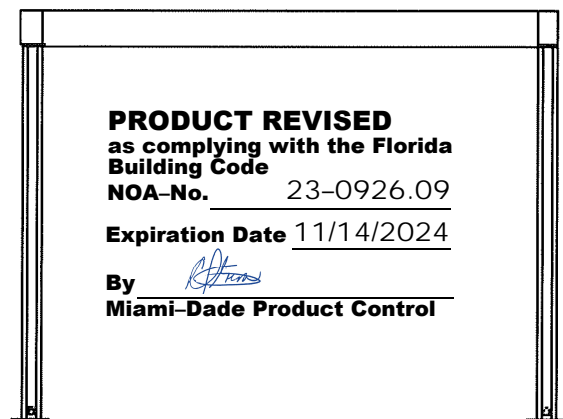 PRODUCT REVISED
as complying with the Florida
Building Code
NOA–No. 23–0926.09
Expiration Date 11/14/2024
By
Miami–Dade Product Control